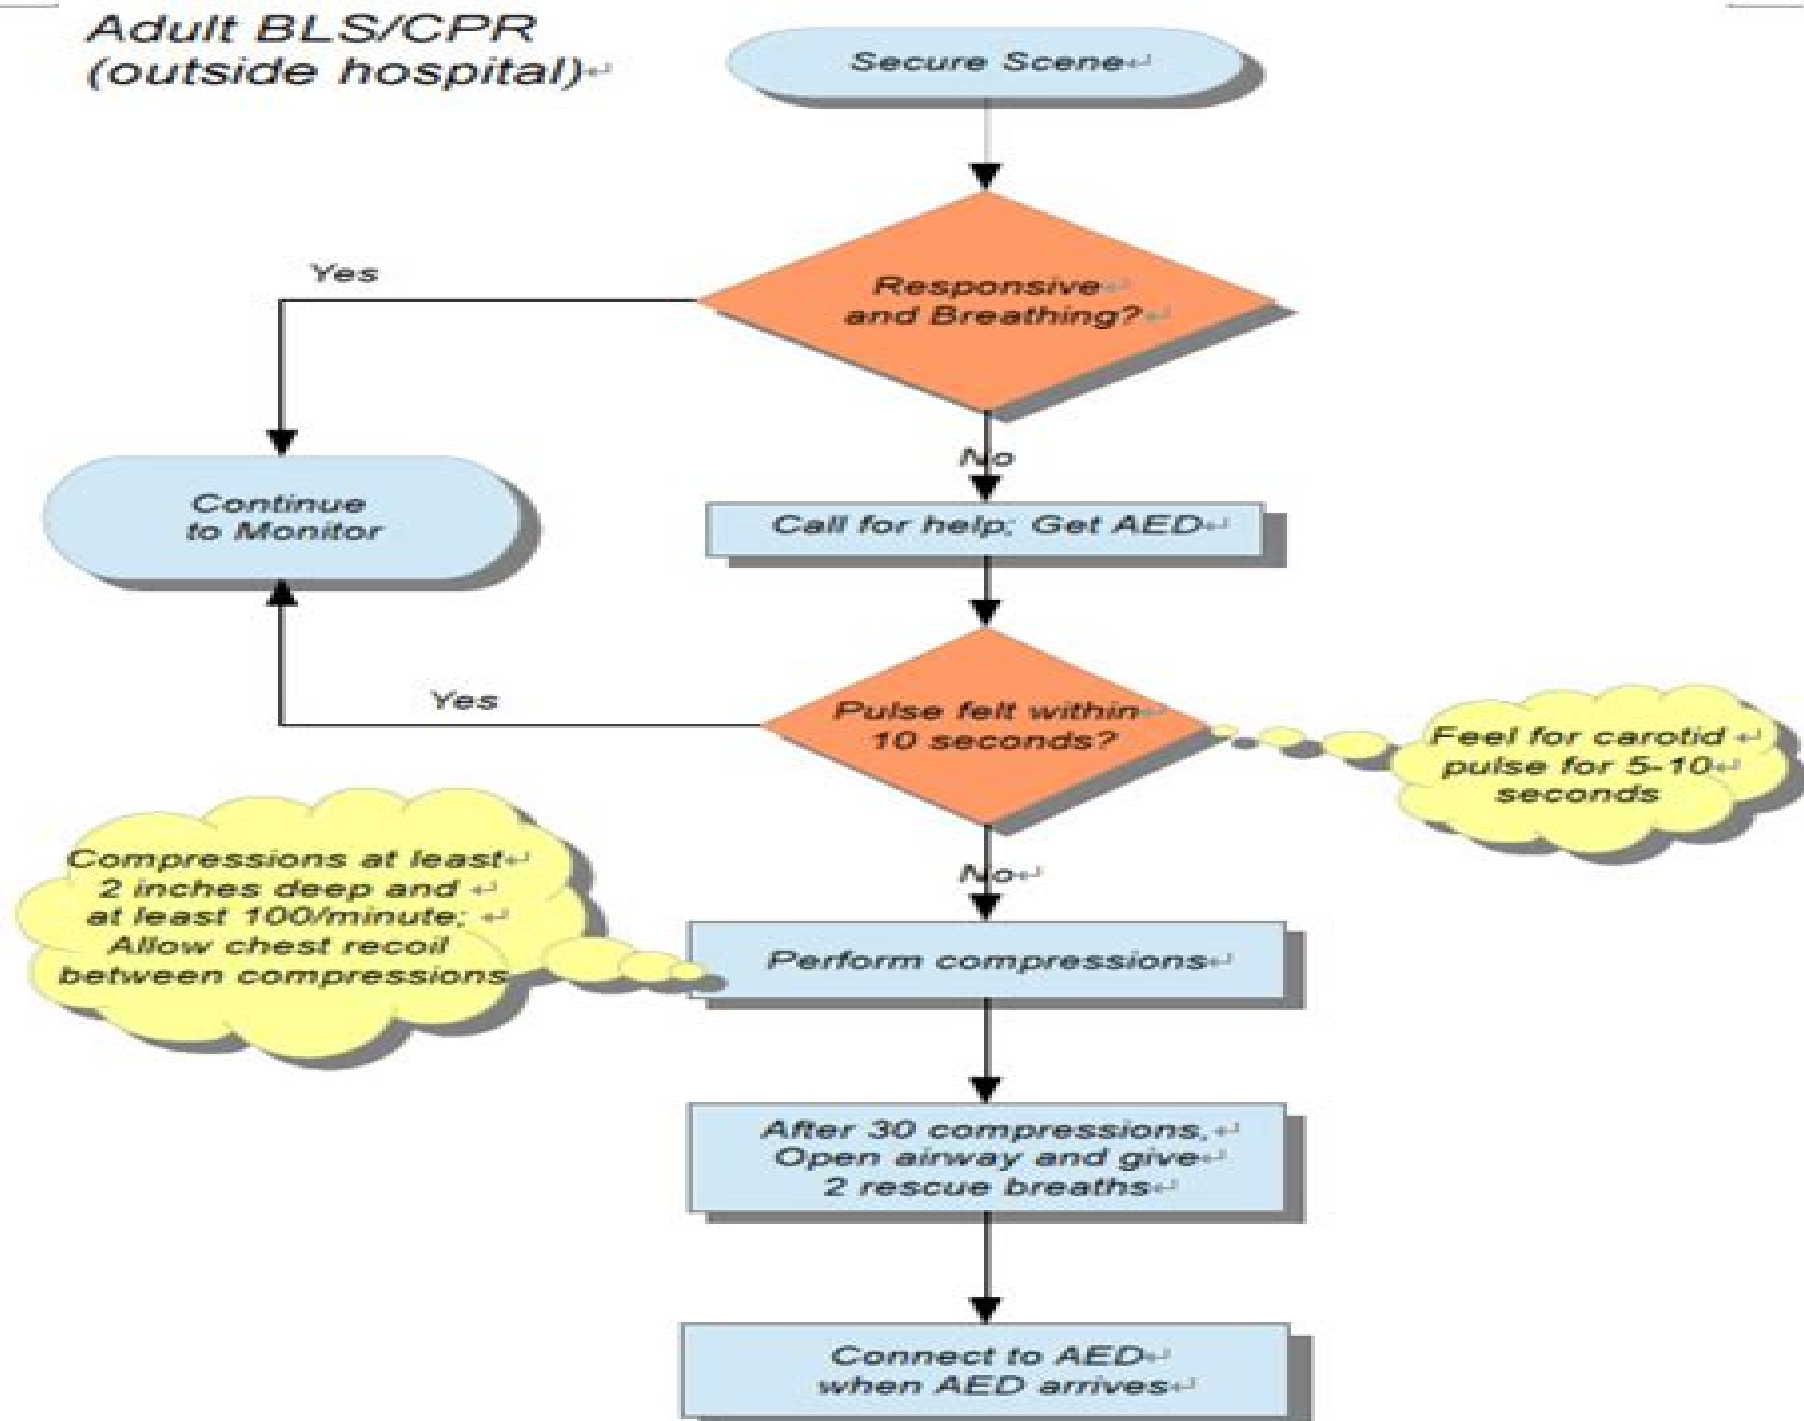 Adult BLS/CPR
(outside hospital)
Secure Scene
Responsive
and Breathing?
Yes
No
Continue
to Monitor
Call for help; Get AED
Pulse felt within
10 seconds?
Yes
Feel for carotid
pulse for 5-10
seconds
No
Compressions at least
2 inches deep and
at least 100/minute;
Allow chest recoil
between compressions
Perform compressions
After 30 compressions,
Open airway and give
2 rescue breaths
Connect to AED
when AED arrives